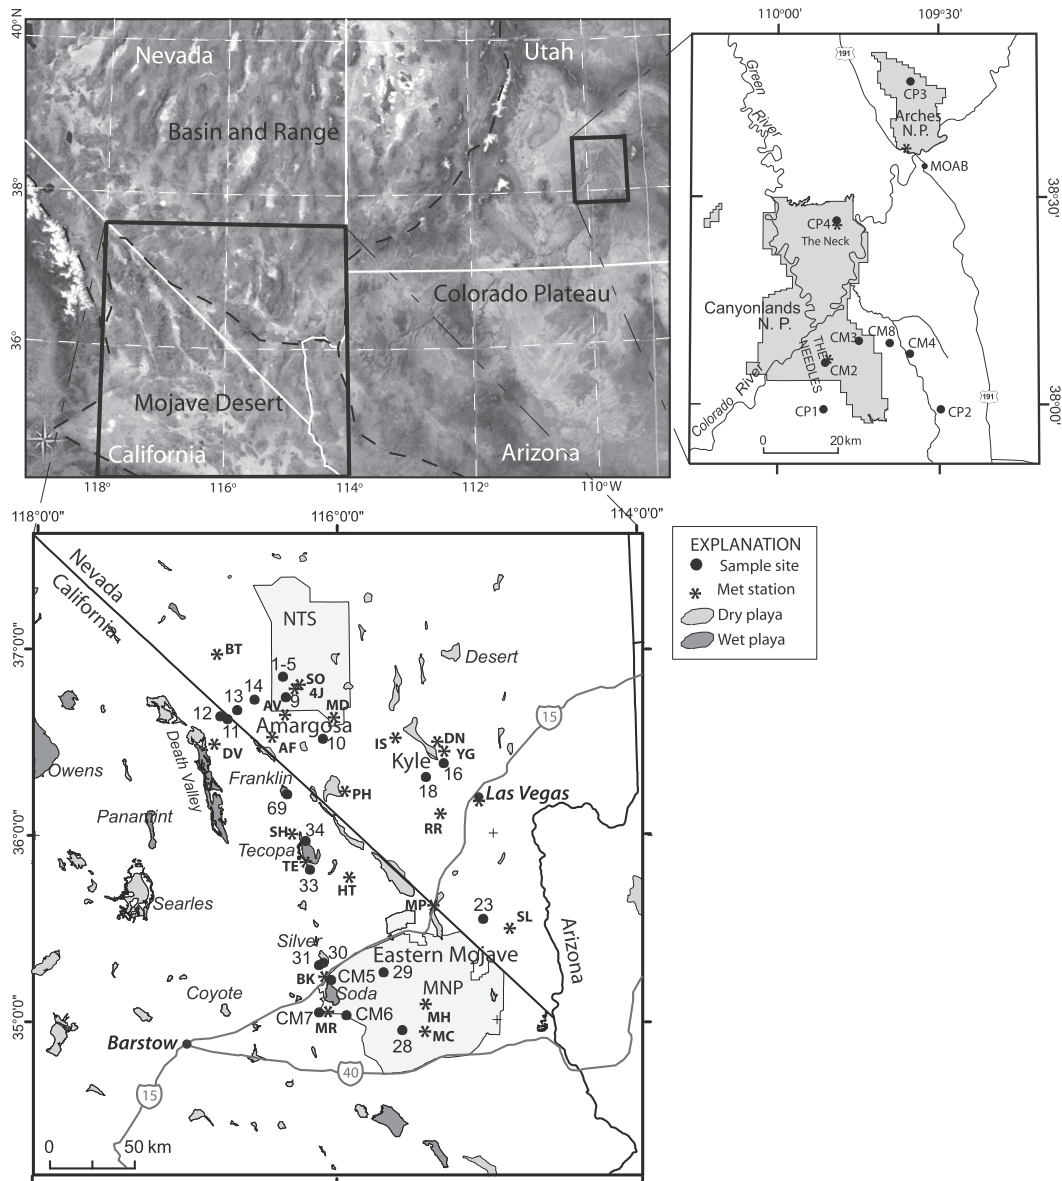 40°N
38°
36°
118°
116°
114°
112°
110°W
Nevada
Utah
Basin and Range
Colorado Plateau
Mojave Desert
California
Arizona
110°00'
109°30'
38°30'
38°00'
Green
River
191
CP3
Arches
N.P.
MOAB
CP4
The Neck
Canyonlands
N. P.
CM3
CM8
CM4
THE
NEEDLES
CM2
Colorado River
191
CP1
CP2
0
20 km
118°0'0"
116°0'0"
114°0'0"
37°0'0"
36°0'0"
35°0'0"
Nevada
California
NTS
BT
1-5
SO
4J
Desert
14
13
9
AV
MD
12
11
Amargosa
15
DV
AF
10
IS
DN
YG
Kyle
16
Owens
Death Valley
Franklin
18
69
PH
Las Vegas
Panamint
RR
SH
34
Tecopa
TE
33
HT
Searles
MP
23
SL
Arizona
Silver
31
30
Eastern Mojave
BK
CM5
29
Coyote
Soda
MNP
CM7
CM6
MH
MR
28
MC
Barstow
40
15
0
50 km
EXPLANATION
Sample site
Met station
Dry playa
Wet playa